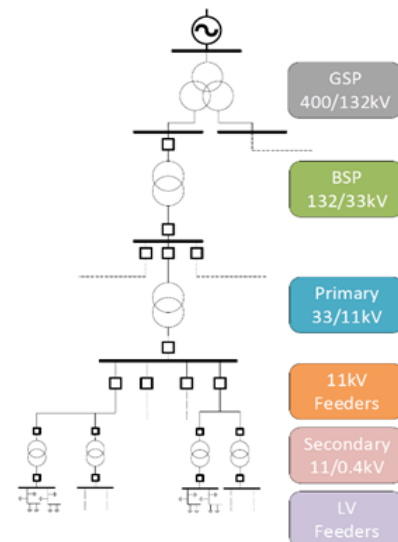 GSP
400/132kV
BSP
132/33kV
Primary
33/11kV
11kV
Feeders
Secondary
11/0.4kV
LV
Feeders